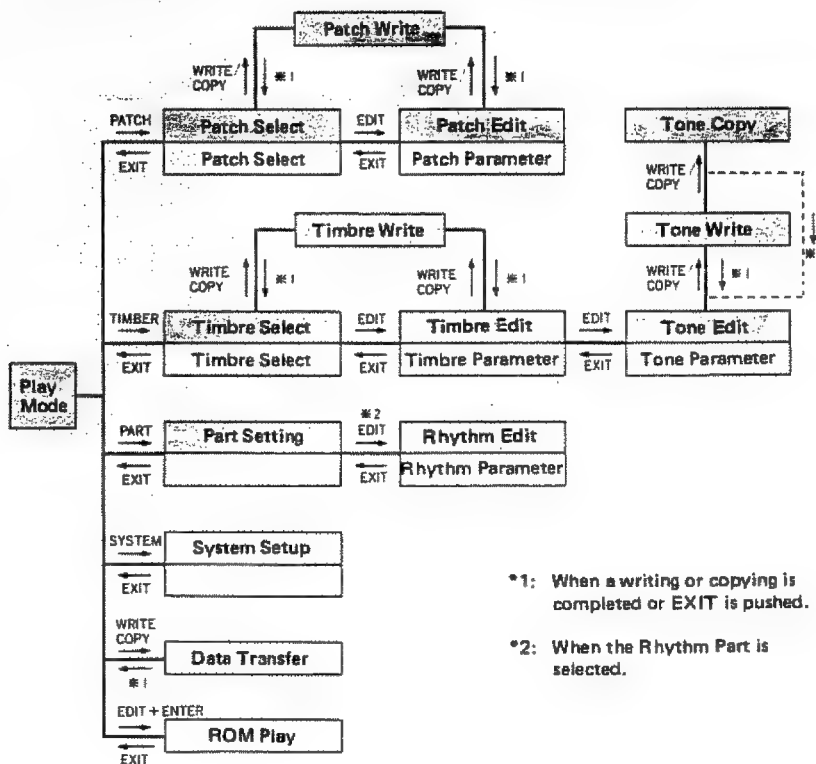 Patch Write
WRITE/
COPY
※1
WRITE/
COPY
※1
PATCH
EXIT
Patch Select
Patch Select
EDIT
EXIT
Patch Edit
Patch Parameter
Tone Copy
WRITE/
COPY
Timbre Write
Tone Write
※
WRITE
COPY
※1
WRITE
COPY
※1
WRITE/
COPY
※1
TIMBER
EXIT
Timbre Select
Timbre Select
EDIT
EXIT
Timbre Edit
Timbre Parameter
EDIT
EXIT
Tone Edit
Tone Parameter
Play
Mode
PART
EXIT
Part Setting
※2
EDIT
EXIT
Rhythm Edit
Rhythm Parameter
SYSTEM
EXIT
System Setup
*1: When a writing or copying is
completed or EXIT is pushed.
WRITE
COPY
※1
Data Transfer
*2: When the Rhythm Part is
selected.
EDIT+ENTER
EXIT
ROM Play